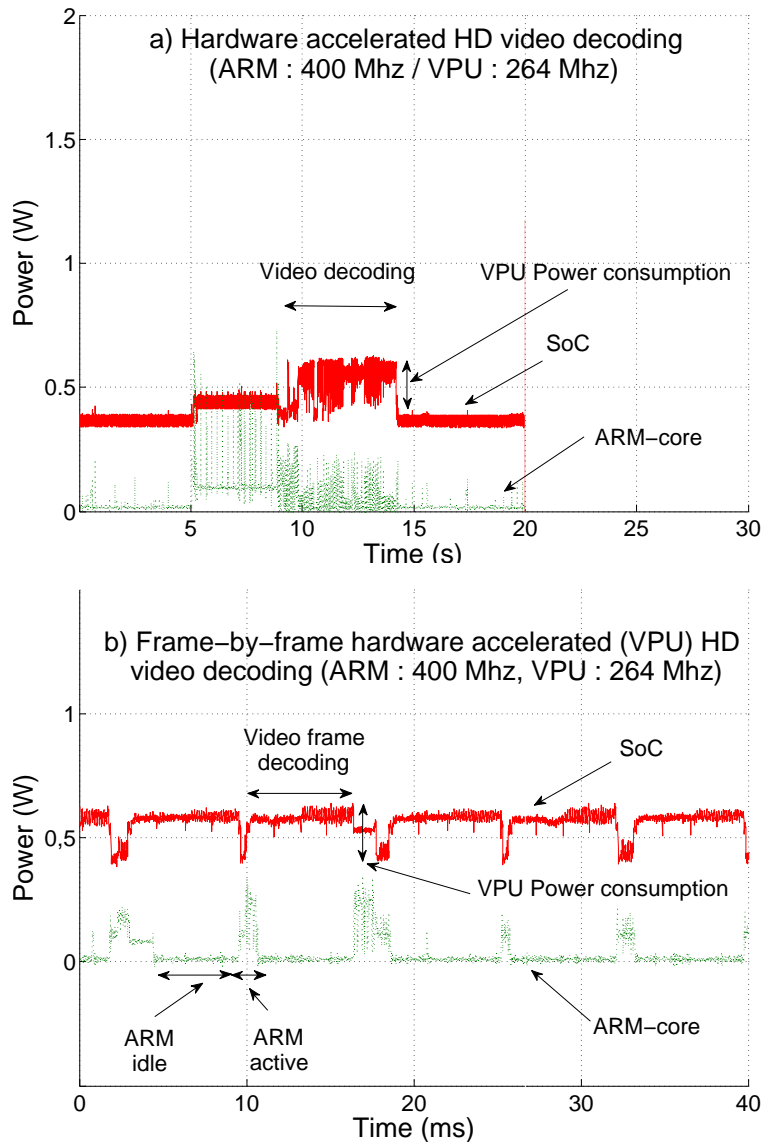 2
a) Hardware accelerated HD video decoding
(ARM : 400 Mhz / VPU : 264 Mhz)
1.5
Power (W)
1
Video decoding
VPU Power consumption
SoC
0.5
ARM−core
0
5
10
15
20
25
30
Time (s)
b) Frame−by−frame hardware accelerated (VPU) HD
video decoding (ARM : 400 Mhz, VPU : 264 Mhz)
1
Video frame
decoding
SoC
Power (W)
0.5
VPU Power consumption
0
ARM
idle
ARM
active
ARM−core
0
10
20
30
40
Time (ms)